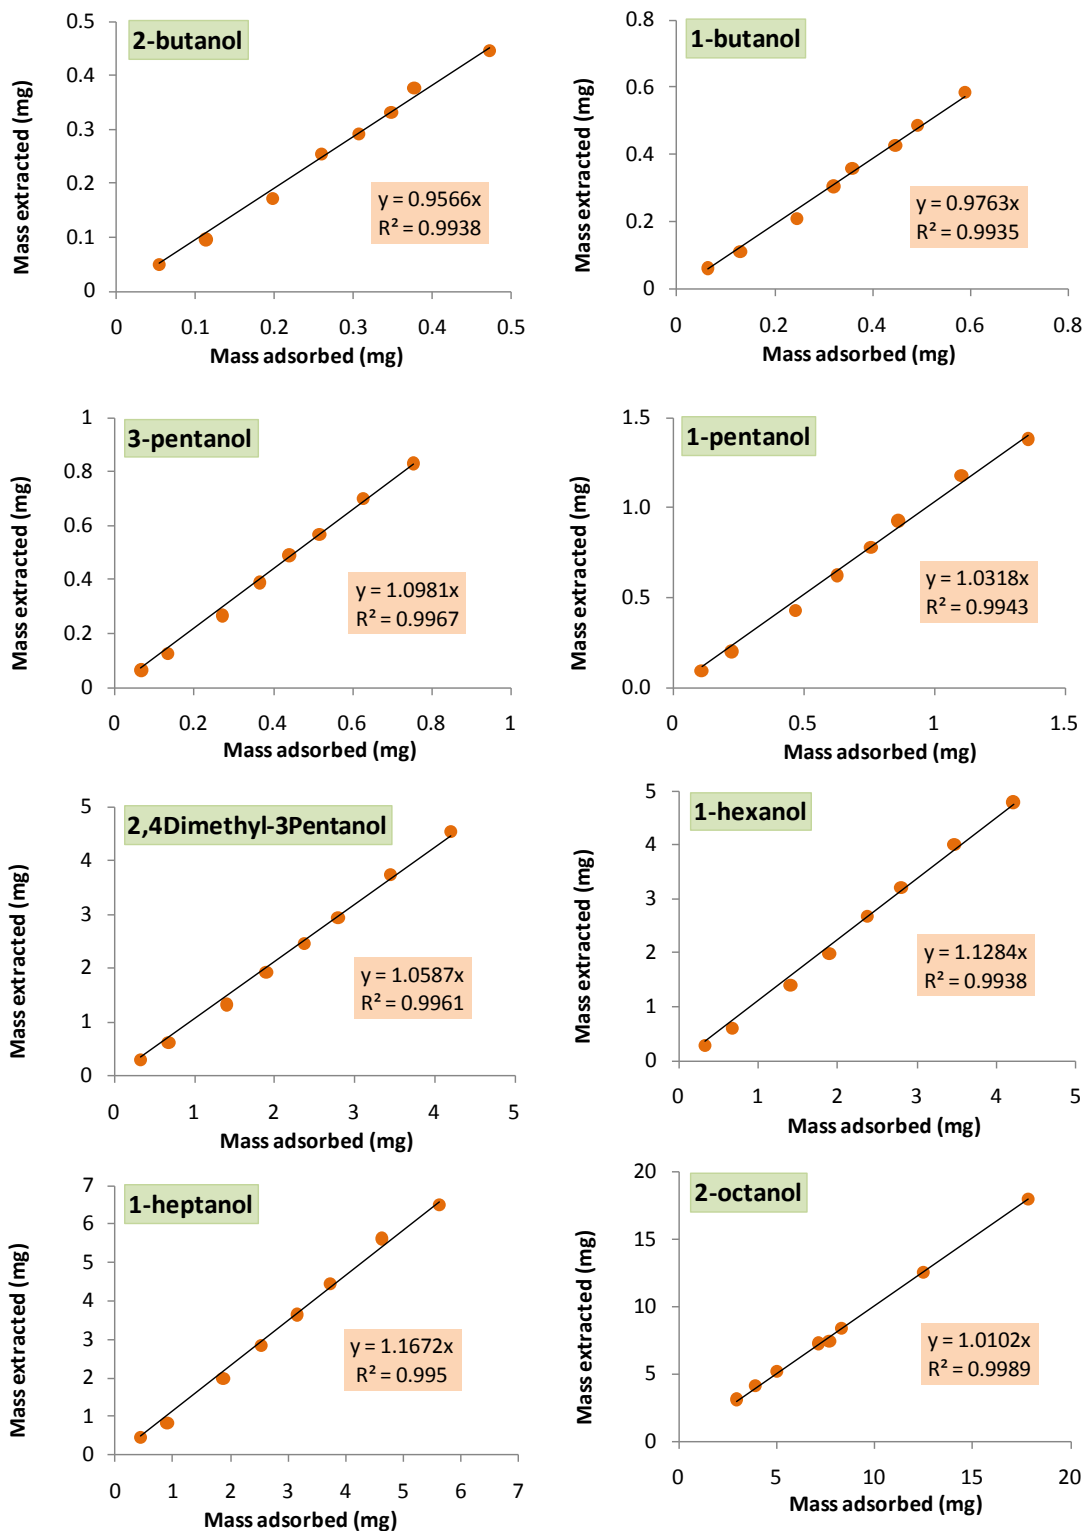 2-butanol
Mass extracted (mg)
0.5
0.4
0.3
0.2
0.1
0
y = 0.9566x
R² = 0.9938
0 0.1 0.2 0.3 0.4 0.5
Mass adsorbed (mg)
1-butanol
Mass extracted (mg)
0.8
0.6
0.4
0.2
0
y = 0.9763x
R² = 0.9935
0 0.2 0.4 0.6 0.8
Mass adsorbed (mg)
3-pentanol
Mass extracted (mg)
1
0.8
0.6
0.4
0.2
0
y = 1.0981x
R² = 0.9967
0 0.2 0.4 0.6 0.8 1
Mass adsorbed (mg)
1-pentanol
Mass extracted (mg)
1.5
1.0
0.5
0.0
y = 1.0318x
R² = 0.9943
0 0.5 1 1.5
Mass adsorbed (mg)
2,4Dimethyl-3Pentanol
Mass extracted (mg)
5
4
3
2
1
0
y = 1.0587x
R² = 0.9961
0 1 2 3 4 5
Mass adsorbed (mg)
1-hexanol
Mass extracted (mg)
5
4
3
2
1
0
y = 1.1284x
R² = 0.9938
0 1 2 3 4 5
Mass adsorbed (mg)
1-heptanol
Mass extracted (mg)
7
6
5
4
3
2
1
0
y = 1.1672x
R² = 0.995
0 1 2 3 4 5 6 7
Mass adsorbed (mg)
2-octanol
Mass extracted (mg)
20
15
10
5
0
y = 1.0102x
R² = 0.9989
0 5 10 15 20
Mass adsorbed (mg)